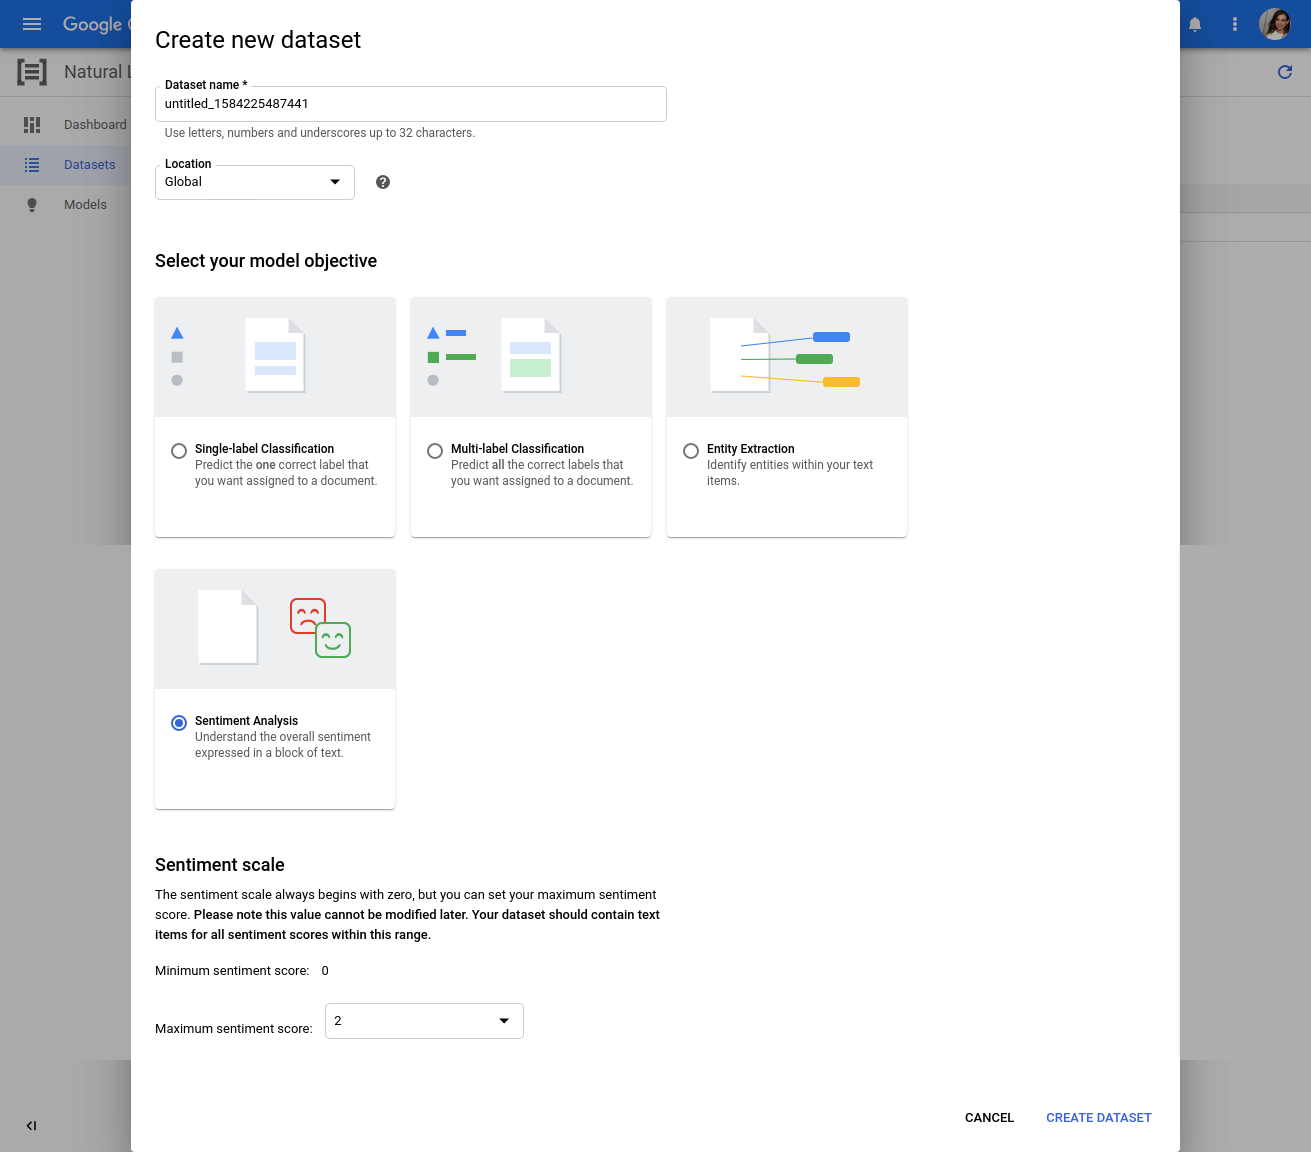 Google
Create new dataset
Natural
Dataset name *
untitled_1584225487441
Use letters, numbers and underscores up to 32 characters.
Dashboard
Datasets
Models
Location
Global
?
Select your model objective
Single-label Classification
Predict the one correct label that
you want assigned to a document.
Multi-label Classification
Predict all the correct labels that
you want assigned to a document.
Entity Extraction
Identify entities within your text
items.
Sentiment Analysis
Understand the overall sentiment
expressed in a block of text.
Sentiment scale
The sentiment scale always begins with zero, but you can set your maximum sentiment
score. Please note this value cannot be modified later. Your dataset should contain text
items for all sentiment scores within this range.
Minimum sentiment score: 0
Maximum sentiment score: 2
CANCEL CREATE DATASET